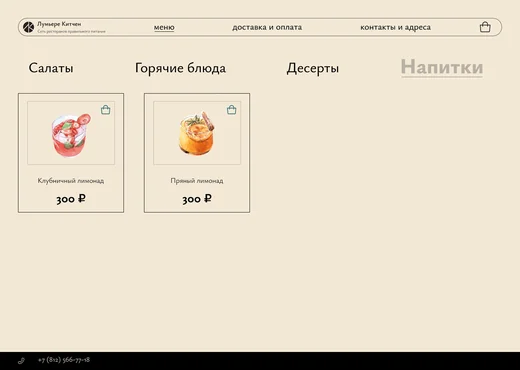 Лумьере Китчен
Сеть ресторанов правильного питания
меню
доставка и оплата
контакты и адреса
Салаты
Горячие блюда
Десерты
Напитки
Клубничный лимонад
300 ₽
Пряный лимонад
300 ₽
+7 (812) 566-77-18